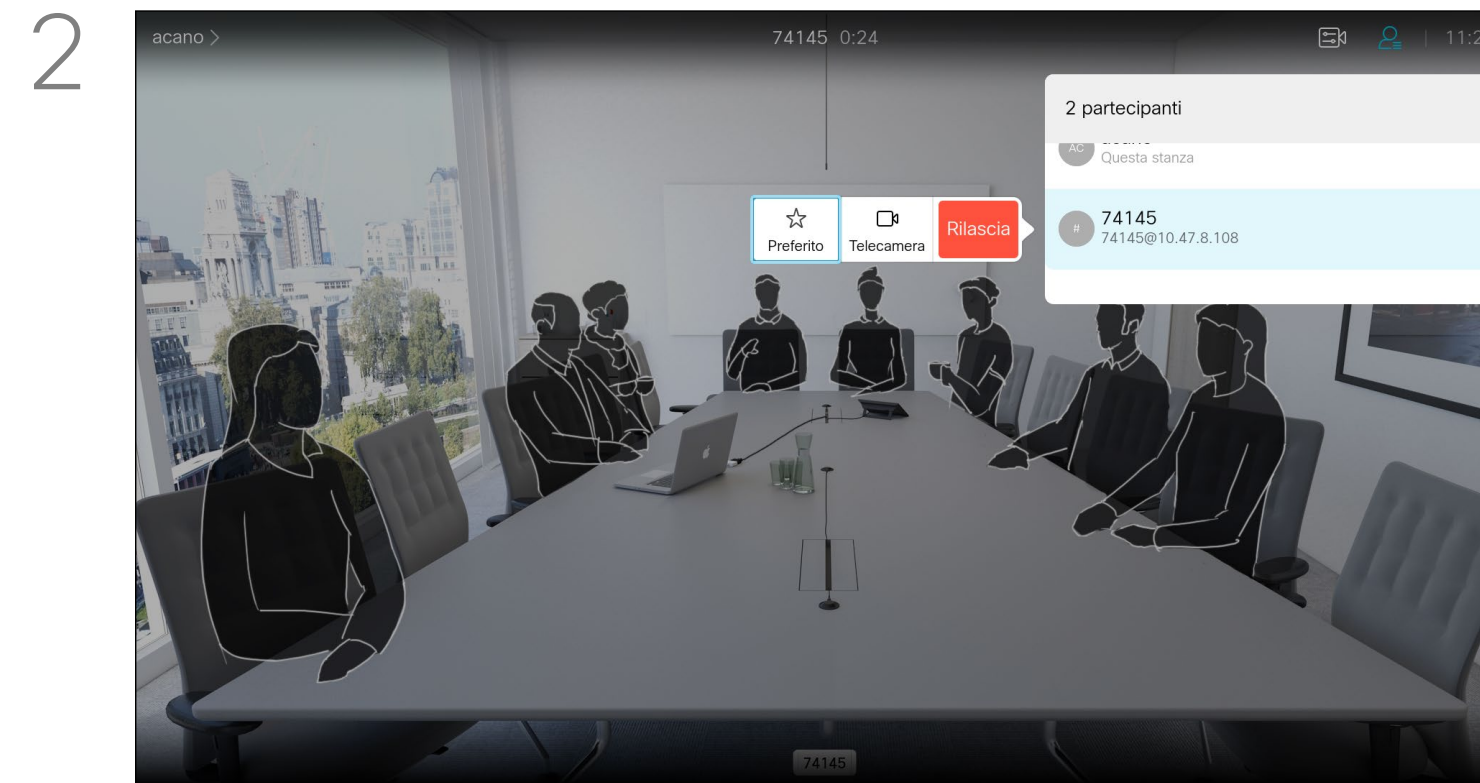 2
acano >
74145 0:24
2 partecipanti
AC
Questa stanza
Preferito
Telecamera
Rilascia
#
74145
74145@10.47.8.108
74145